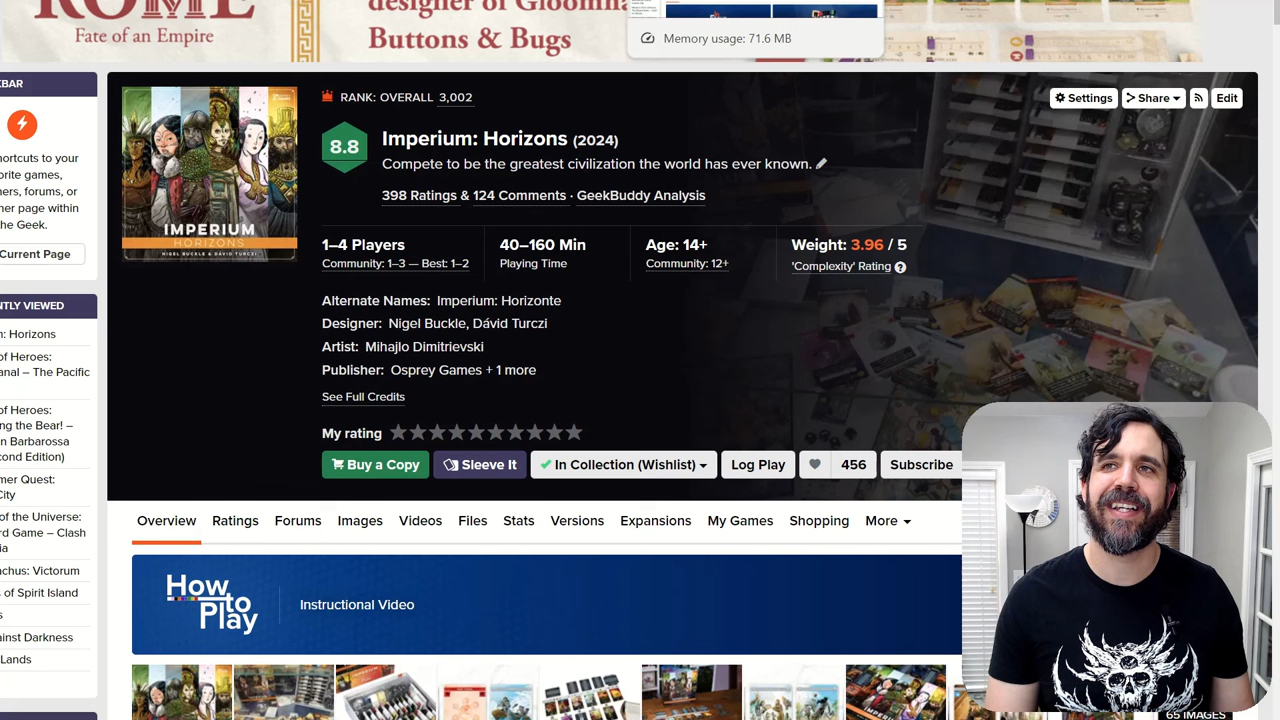 ROME
Fate of an Empire
designer of Gloomha
Buttons & Bugs
Memory usage: 71.6 MB
KBAR
hortcuts to your
orite games,
ners, forums, or
her page within
the Geek.
Current Page
NTLY VIEWED
n: Horizons
of Heroes:
anal – The Pacific
of Heroes:
ng the Bear! –
n Barbarossa
cond Edition)
mer Quest:
City
of the Universe:
rd Game – Clash
ia
achus: Victorum
s of Spirit Island
s
ainst Darkness
Lands
IMPERIUM
HORIZONS
NIGEL BUCKLE & DÁVID TURCZI
RANK: OVERALL 3,002
Settings
Share
Edit
8.8
Imperium: Horizons (2024)
Compete to be the greatest civilization the world has ever known.
398 Ratings & 124 Comments · GeekBuddy Analysis
1–4 Players
Community: 1–3 — Best: 1–2
40–160 Min
Playing Time
Age: 14+
Community: 12+
Weight: 3.96 / 5
'Complexity' Rating
Alternate Names: Imperium: Horizonte
Designer: Nigel Buckle, Dávid Turczi
Artist: Mihajlo Dimitrievski
Publisher: Osprey Games + 1 more
See Full Credits
My rating
Buy a Copy
Sleeve It
In Collection (Wishlist)
Log Play
456
Subscribe
Overview Ratings Forums Images Videos Files Stats Versions Expansions My Games Shopping More
How
to
Play
Instructional Video
65 IMAGES